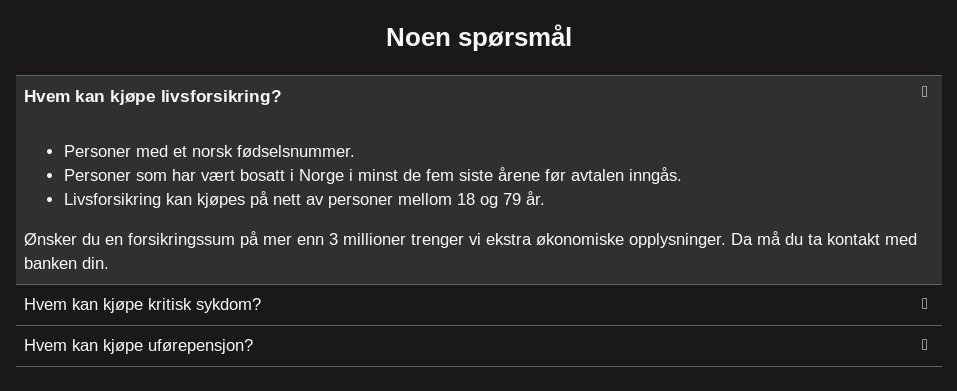 Noen spørsmål
Hvem kan kjøpe livsforsikring?
• Personer med et norsk fødselsnummer.
• Personer som har vært bosatt i Norge i minst de fem siste årene før avtalen inngås.
• Livsforsikring kan kjøpes på nett av personer mellom 18 og 79 år.
Ønsker du en forsikringssum på mer enn 3 millioner trenger vi ekstra økonomiske opplysninger. Da må du ta kontakt med
banken din.
Hvem kan kjøpe kritisk sykdom?
Hvem kan kjøpe uførepensjon?